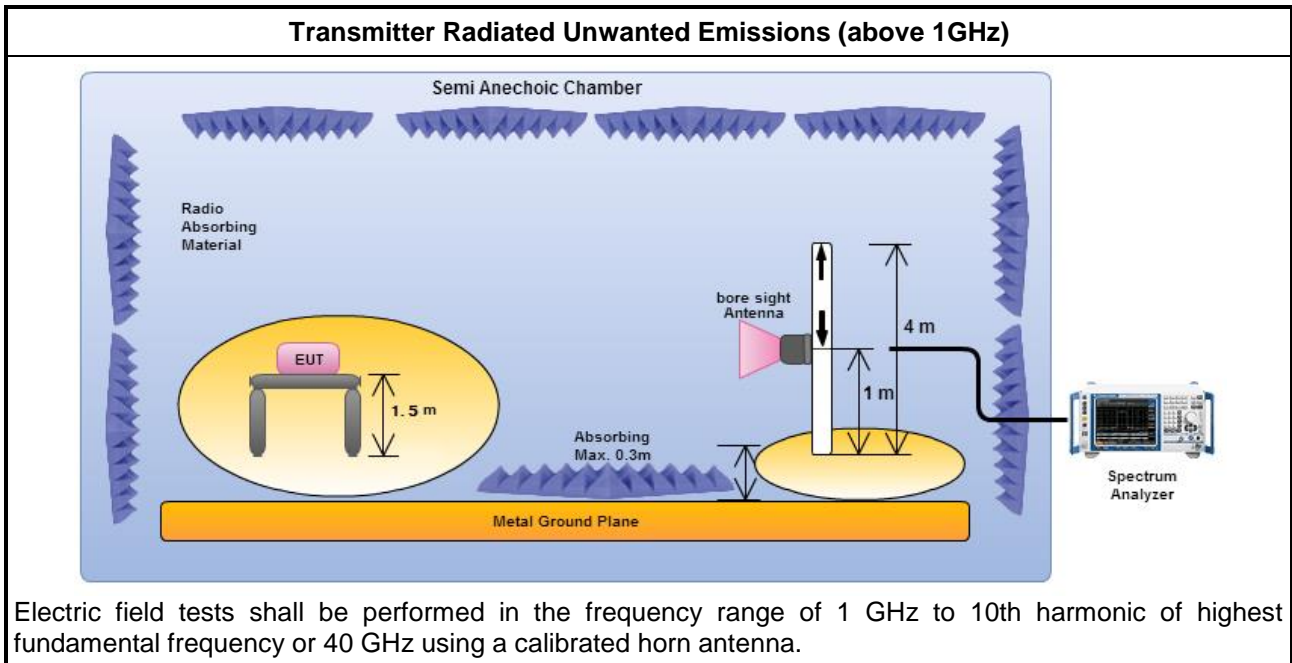 Transmitter Radiated Unwanted Emissions (above 1GHz)
Semi Anechoic Chamber
Radio
Absorbing
Material
bore sight
Antenna
4 m
EUT
1 m
1.5 m
Absorbing
Max. 0.3m
Spectrum
Analyzer
Metal Ground Plane
Electric field tests shall be performed in the frequency range of 1 GHz to 10th harmonic of highest
fundamental frequency or 40 GHz using a calibrated horn antenna.